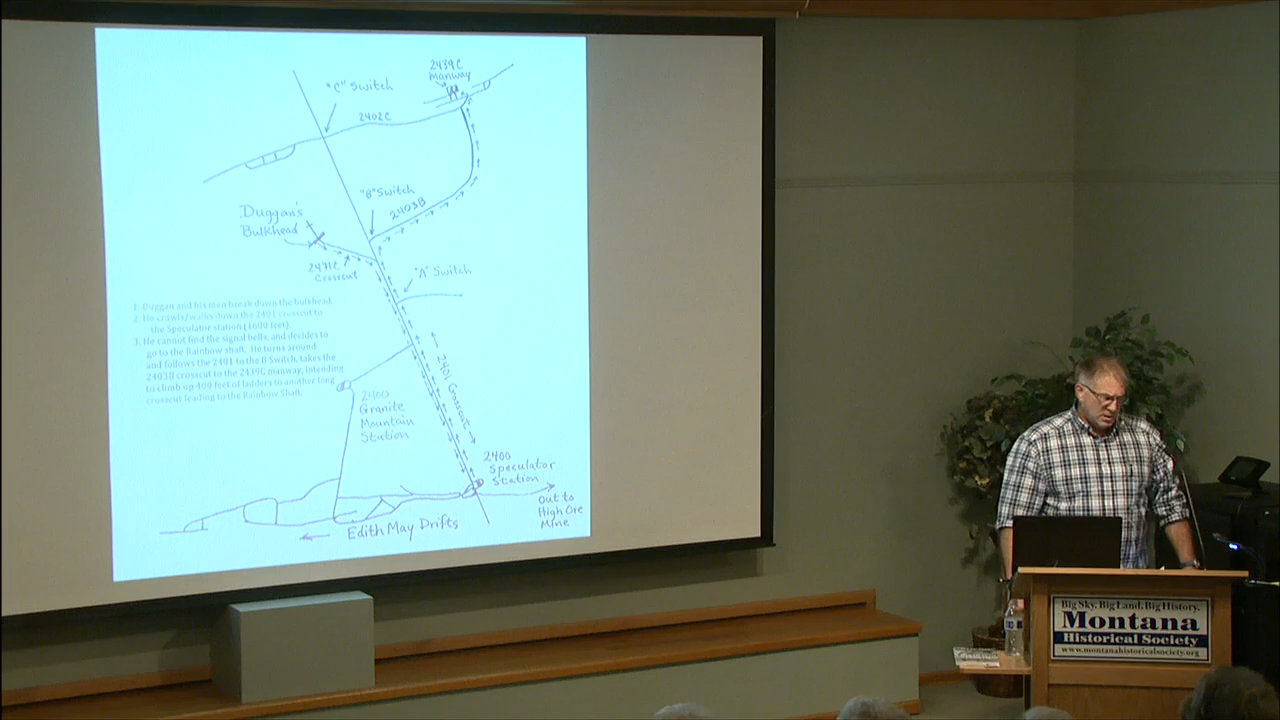 2439C
Manway
"C" Switch
2402C
"B" Switch
2403B
Duggan's
Bulkhead
2471C
Crosscut
"A" Switch
1. Duggan and his men break down the bulkhead.
2. He crawls/walks down the 2401 crosscut to
the Speculator station (1600 feet).
3. He cannot find the signal bells, and decides to
go to the Rainbow shaft. He turns around
and follows the 2401 to the B Switch, takes the
2403B crosscut to the 2439C manway, intending
to climb up 400 feet of ladders to another long
crosscut leading to the Rainbow Shaft.
2401 Crosscut
2400
Granite
Mountain
Station
2400
Speculator
Station
Out to
High Ore
Mine
Edith May Drifts
Big Sky. Big Land. Big History.
Montana
Historical Society
www.montanahistoricalsociety.org